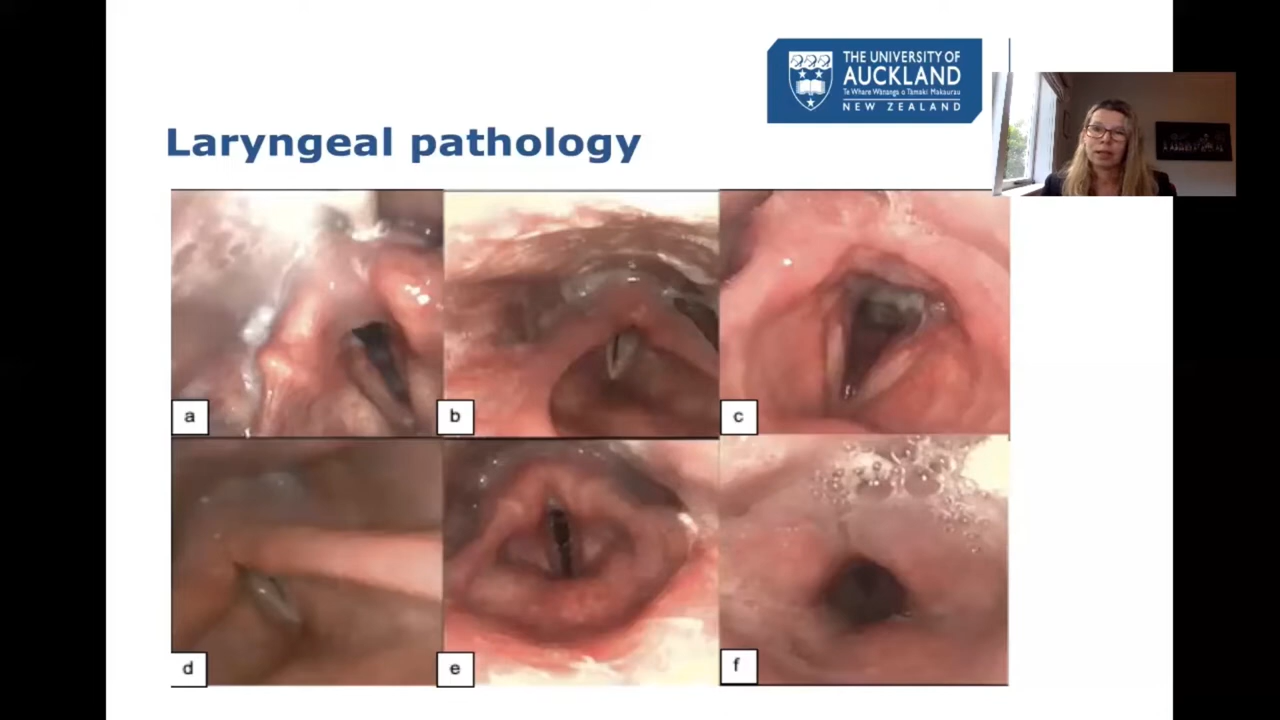 THE UNIVERSITY OF
AUCKLAND
Te Whare Wānanga o Tāmaki Makaurau
NEW ZEALAND
Laryngeal pathology
a
b
c
d
e
f